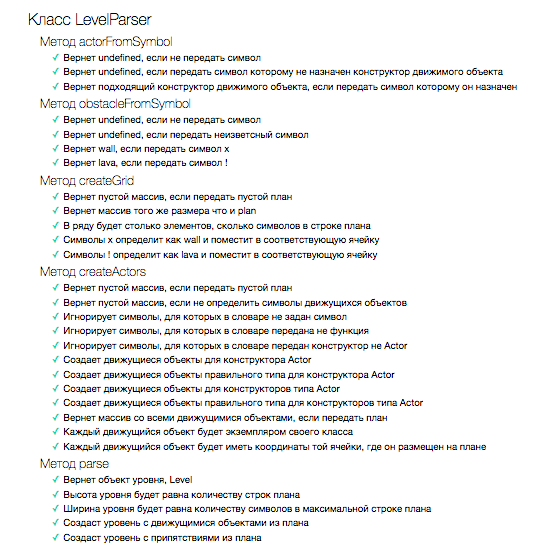 Класс LevelParser
Метод actorFromSymbol
✓ Вернет undefined, если не передать символ
✓ Вернет undefined, если передать символ которому не назначен конструктор движимого объекта
✓ Вернет подходящий конструктор движимого объекта, если передать символ которому он назначен
Метод obstacleFromSymbol
✓ Вернет undefined, если не передать символ
✓ Вернет undefined, если передать неизветсный символ
✓ Вернет wall, если передать символ x
✓ Вернет lava, если передать символ !
Метод createGrid
✓ Вернет пустой массив, если передать пустой план
✓ Вернет массив того же размера что и plan
✓ В ряду будет столько элементов, сколько символов в строке плана
✓ Символы x определит как wall и поместит в соответствующую ячейку
✓ Символы ! определит как lava и поместит в соответствующую ячейку
Метод createActors
✓ Вернет пустой массив, если передать пустой план
✓ Вернет пустой массив, если не определить символы движущихся объектов
✓ Игнорирует символы, для которых в словаре не задан символ
✓ Игнорирует символы, для которых в словаре передана не функция
✓ Игнорирует символы, для которых в словаре передан конструктор не Actor
✓ Создает движущиеся объекты для конструктора Actor
✓ Создает движущиеся объекты правильного типа для конструктора Actor
✓ Создает движущиеся объекты для конструкторов типа Actor
✓ Создает движущиеся объекты правильного типа для конструкторов типа Actor
✓ Вернет массив со всеми движущимися объектами, если передать план
✓ Каждый движущийся объект будет экземпляром своего класса
✓ Каждый движущийся объект будет иметь координаты той ячейки, где он размещен на плане
Метод parse
✓ Вернет объект уровня, Level
✓ Высота уровня будет равна количеству строк плана
✓ Ширина уровня будет равна количеству символов в максимальной строке плана
✓ Создаст уровень с движущимися объектами из плана
✓ Создаст уровень с припятствиями из плана